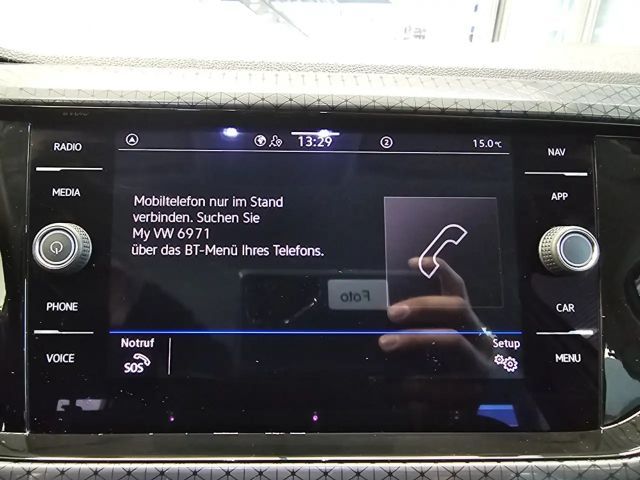 RADIO
MEDIA
PHONE
VOICE
13:29
2
15.0°C
Mobiltelefon nur im Stand
verbinden. Suchen Sie
My VW 6971
über das BT-Menü Ihres Telefons.
Foto
Notruf
SOS
Setup
NAV
APP
CAR
MENU